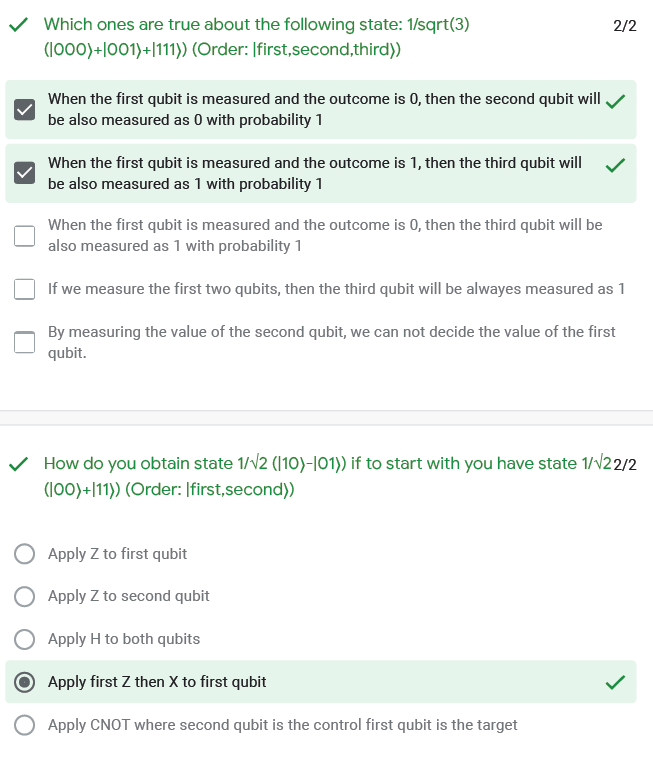 Which ones are true about the following state: 1/sqrt(3) 2/2
(|000⟩+|001⟩+|111⟩) (Order: |first,second,third⟩)
When the first qubit is measured and the outcome is 0, then the second qubit will
be also measured as 0 with probability 1
When the first qubit is measured and the outcome is 1, then the third qubit will
be also measured as 1 with probability 1
When the first qubit is measured and the outcome is 0, then the third qubit will be
also measured as 1 with probability 1
If we measure the first two qubits, then the third qubit will be alwayes measured as 1
By measuring the value of the second qubit, we can not decide the value of the first
qubit.
How do you obtain state 1/√2 (|10⟩-|01⟩) if to start with you have state 1/√2 2/2
(|00⟩+|11⟩) (Order: |first,second⟩)
Apply Z to first qubit
Apply Z to second qubit
Apply H to both qubits
Apply first Z then X to first qubit
Apply CNOT where second qubit is the control first qubit is the target